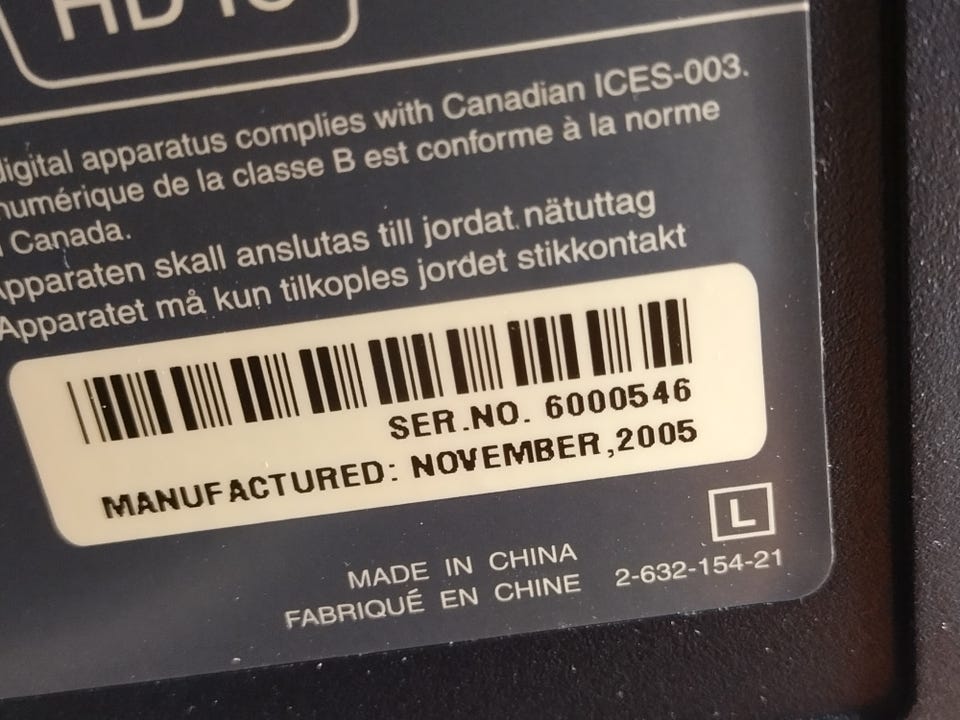 HD15
digital apparatus complies with Canadian ICES-003.
numérique de la classe B est conforme à la norme
Canada.
Apparaten skall anslutas till jordat nätuttag
Apparatet må kun tilkoples jordet stikkontakt
SER.NO. 6000546
MANUFACTURED: NOVEMBER,2005
L
MADE IN CHINA
FABRIQUÉ EN CHINE 2-632-154-21